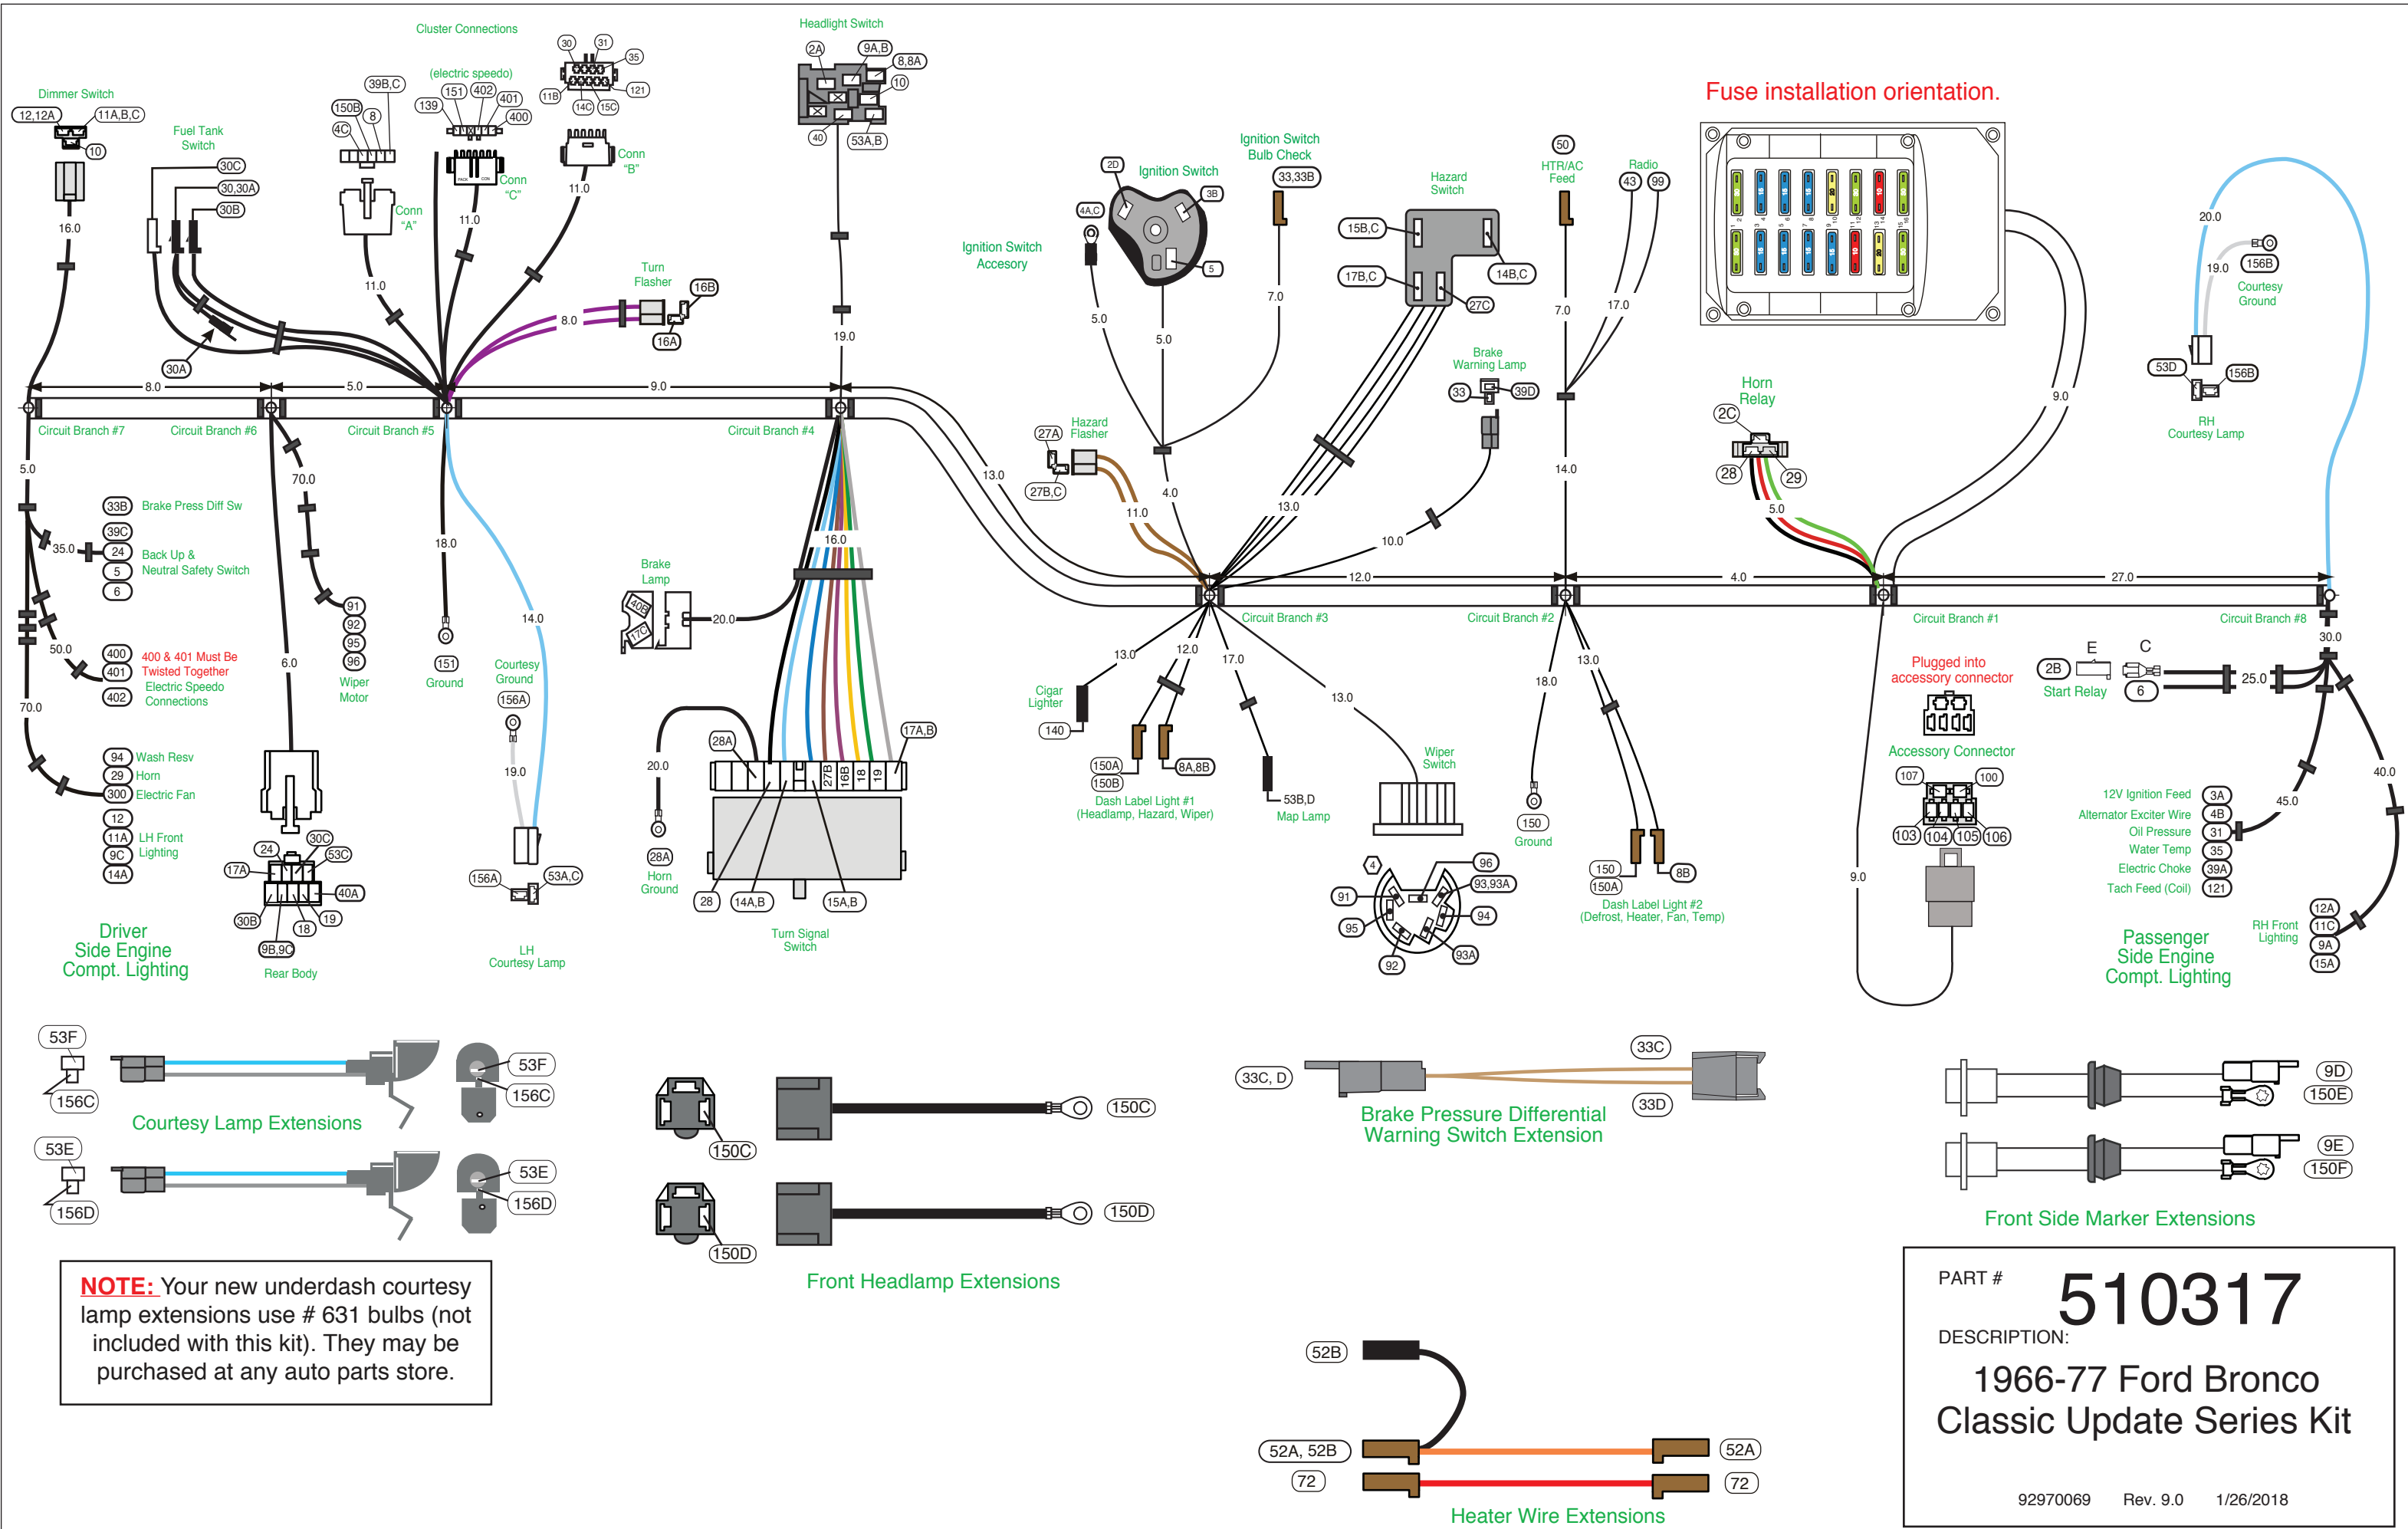 Cluster Connections
(electric speedo)
Headlight Switch
Dimmer Switch
12,12A
11A,B,C
10
16.0
Fuel Tank
Switch
30C
30,30A
30B
30A
39B,C
150B
8
4C
Conn
"A"
11.0
139
151
402
401
400
PACK
CON
Conn
"C"
11.0
30
31
35
11B
14C
15C
121
Conn
"B"
11.0
Turn
Flasher
16B
16A
8.0
2A
9A,B
8,8A
10
40
53A,B
19.0
Ignition Switch
Accesory
4A,C
2D
Ignition Switch
3B
5
5.0
5.0
4.0
Ignition Switch
Bulb Check
33,33B
7.0
Hazard
Switch
15B,C
14B,C
17B,C
27C
13.0
Brake
Warning Lamp
33
39D
10.0
Hazard
Flasher
27A
27B,C
11.0
50
HTR/AC
Feed
7.0
14.0
Radio
43
99
17.0
Fuse installation orientation.
Horn
Relay
2C
28
29
5.0
9.0
20.0
19.0
156B
Courtesy
Ground
53D
156B
RH
Courtesy Lamp
8.0
5.0
9.0
13.0
12.0
4.0
27.0
Circuit Branch #7
Circuit Branch #6
Circuit Branch #5
Circuit Branch #4
Circuit Branch #3
Circuit Branch #2
Circuit Branch #1
Circuit Branch #8
5.0
35.0
50.0
70.0
33B Brake Press Diff Sw
39C
24 Back Up &
5 Neutral Safety Switch
6
400 400 & 401 Must Be
401 Twisted Together
402 Electric Speedo
Connections
94 Wash Resv
29 Horn
300 Electric Fan
12
11A LH Front
9C Lighting
14A
Driver
Side Engine
Compt. Lighting
70.0
91
92
95
96
Wiper
Motor
6.0
24
30C
53C
17A
40A
30B
19
18
9B,9C
Rear Body
18.0
151
Ground
14.0
Courtesy
Ground
156A
19.0
156A
53A,C
LH
Courtesy Lamp
Brake
Lamp
40B
17C
20.0
16.0
20.0
28A
Horn
Ground
28A
27B
16B
18
19
17A,B
28
14A,B
15A,B
Turn Signal
Switch
13.0
Cigar
Lighter
140
12.0
150A
150B
8A,8B
Dash Label Light #1
(Headlamp, Hazard, Wiper)
17.0
53B,D
Map Lamp
13.0
Wiper
Switch
4
96
93,93A
91
94
95
92
93A
18.0
150
Ground
13.0
150
150A
8B
Dash Label Light #2
(Defrost, Heater, Fan, Temp)
9.0
Plugged into
accessory connector
Accessory Connector
107
100
103
104
105
106
30.0
E
C
2B
Start Relay
6
25.0
45.0
40.0
12V Ignition Feed 3A
Alternator Exciter Wire 4B
Oil Pressure 31
Water Temp 35
Electric Choke 39A
Tach Feed (Coil) 121
12A
RH Front 11C
Lighting 9A
15A
Passenger
Side Engine
Compt. Lighting
53F
156C
53F
156C
Courtesy Lamp Extensions
53E
156D
53E
156D
150C
150C
150D
150D
Front Headlamp Extensions
33C, D
33C
33D
Brake Pressure Differential
Warning Switch Extension
9D
150E
9E
150F
Front Side Marker Extensions
52B
52A, 52B
52A
72
72
Heater Wire Extensions
NOTE: Your new underdash courtesy
lamp extensions use # 631 bulbs (not
included with this kit). They may be
purchased at any auto parts store.
PART # 510317
DESCRIPTION:
1966-77 Ford Bronco
Classic Update Series Kit
92970069 Rev. 9.0 1/26/2018